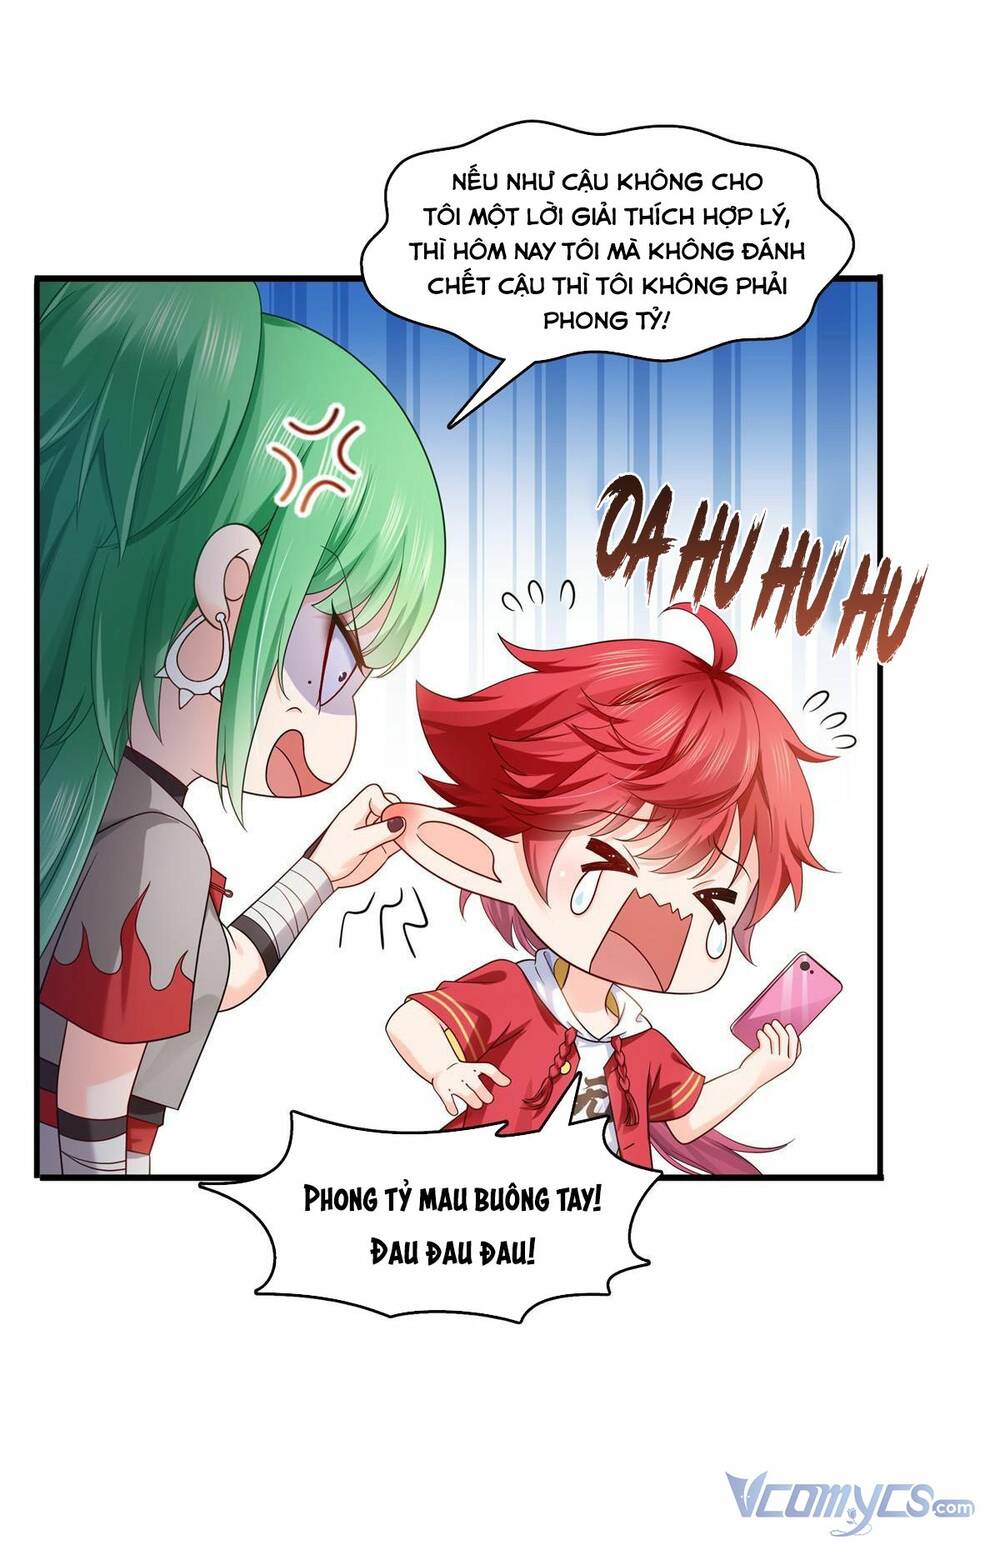 NẾU NHƯ CẬU KHÔNG CHO
TÔI MỘT LỜI GIẢI THÍCH HỢP LÝ,
THÌ HÔM NAY TÔI MÀ KHÔNG ĐÁNH
CHẾT CẬU THÌ TÔI KHÔNG PHẢI
PHONG TỶ!
OA HU HU HU
PHONG TỶ MAU BUÔNG TAY!
ĐAU ĐAU ĐAU!
VCOMYCS.com